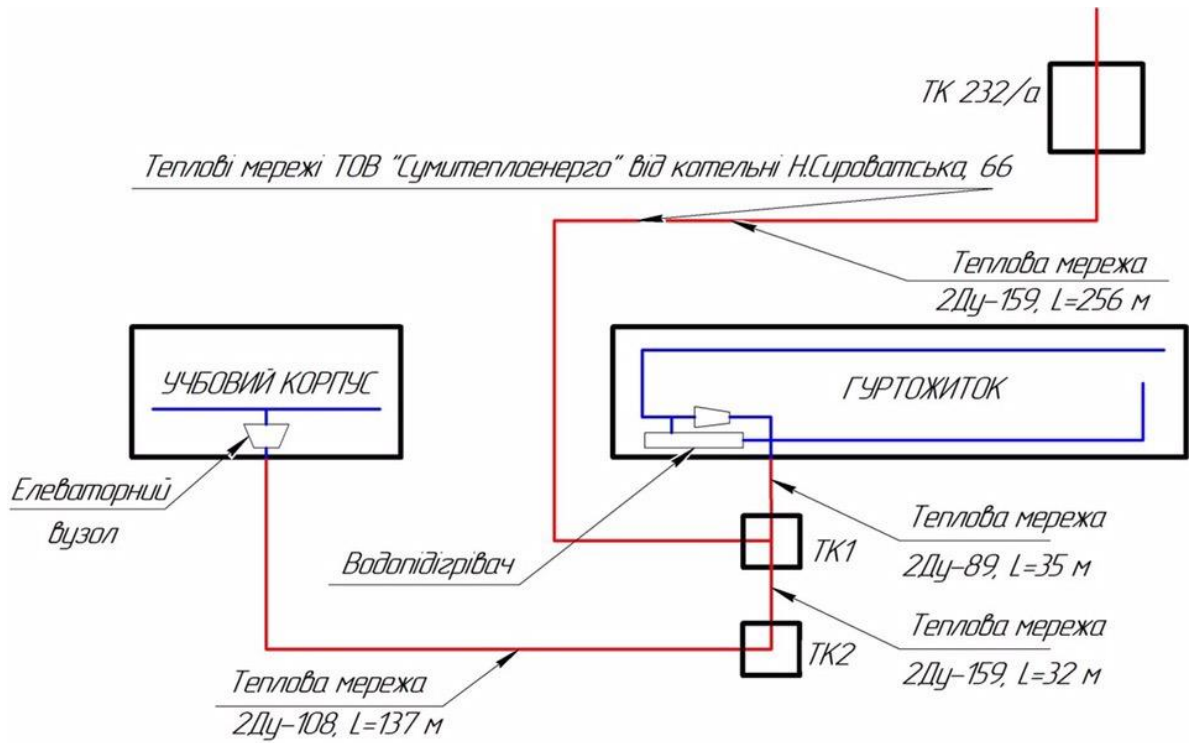 ТК 232/а
Теплові мережі ТОВ "Сумитеплоенерго" від котельні Н.Сироватська, 66
Теплова мережа
2Ду-159, L=256 м
УЧБОВИЙ КОРПУС
ГУРТОЖИТОК
Елеваторний
вузол
Водопідігрівач
ТК1
Теплова мережа
2Ду-89, L=35 м
Теплова мережа
2Ду-159, L=32 м
ТК2
Теплова мережа
2Ду-108, L=137 м